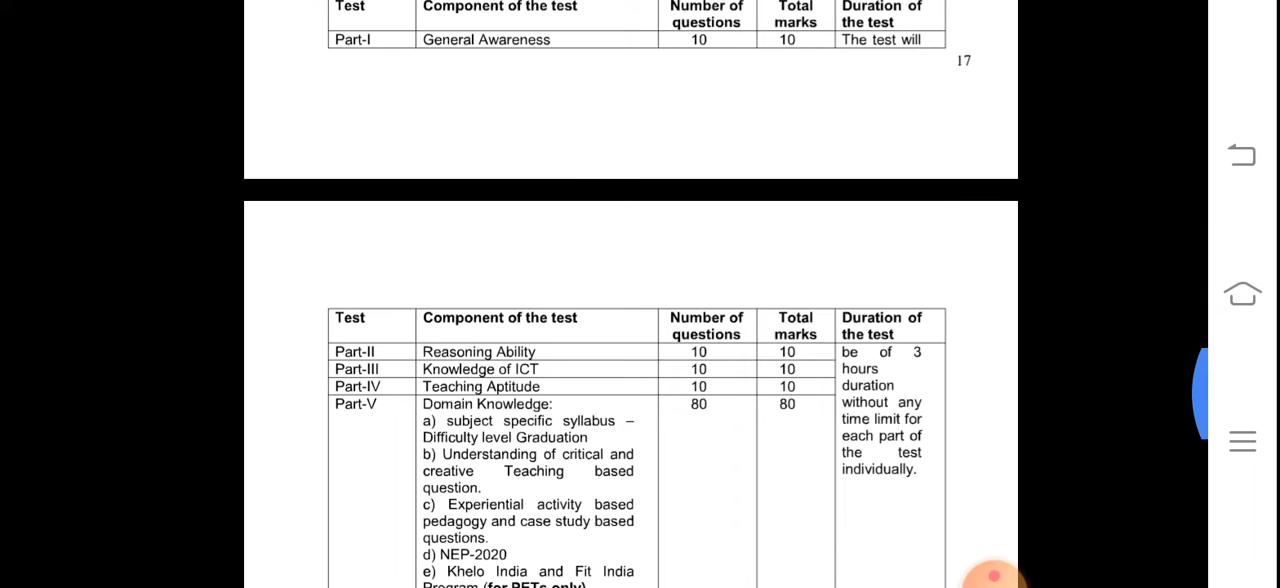 Test Component of the test Number of questions Total marks Duration of the test
Part-I General Awareness 10 10 The test will
17
Test Component of the test Number of questions Total marks Duration of the test
Part-II Reasoning Ability 10 10 be of 3
Part-III Knowledge of ICT 10 10 hours
Part-IV Teaching Aptitude 10 10 duration
Part-V Domain Knowledge: 80 80 without any
a) subject specific syllabus – time limit for
Difficulty level Graduation each part of
b) Understanding of critical and the test
creative Teaching based individually.
question.
c) Experiential activity based
pedagogy and case study based
questions.
d) NEP-2020
e) Khelo India and Fit India
Program (for PETs only)